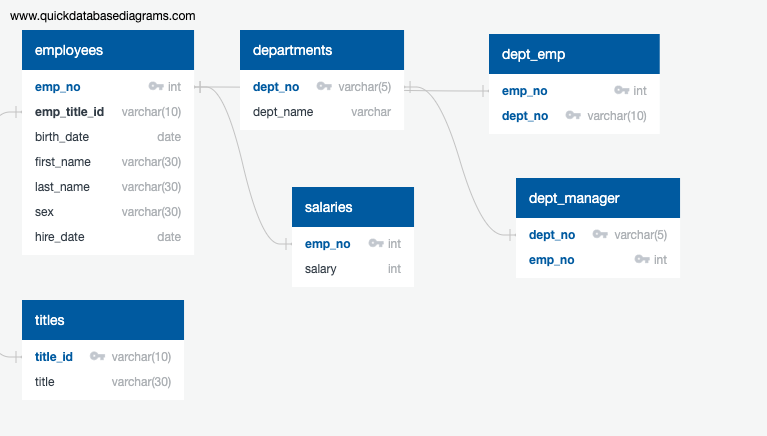 www.quickdatabasediagrams.com
employees
emp_no int
emp_title_id varchar(10)
birth_date date
first_name varchar(30)
last_name varchar(30)
sex varchar(30)
hire_date date
departments
dept_no varchar(5)
dept_name varchar
dept_emp
emp_no int
dept_no varchar(10)
salaries
emp_no int
salary int
dept_manager
dept_no varchar(5)
emp_no int
titles
title_id varchar(10)
title varchar(30)